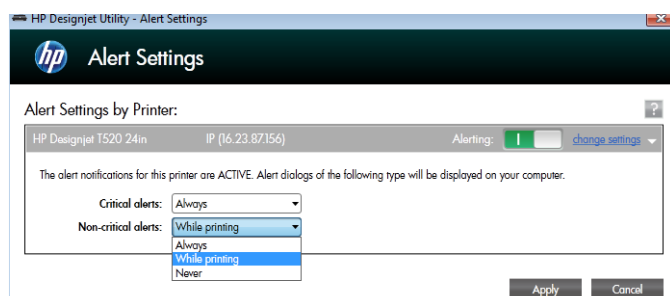 HP Designjet Utility - Alert Settings
hp
Alert Settings
Alert Settings by Printer:
?
HP Designjet T520 24in IP (16.23.87.156) Alerting: change settings
The alert notifications for this printer are ACTIVE. Alert dialogs of the following type will be displayed on your computer.
Critical alerts: Always
Non-critical alerts: While printing
Always
While printing
Never
Apply Cancel